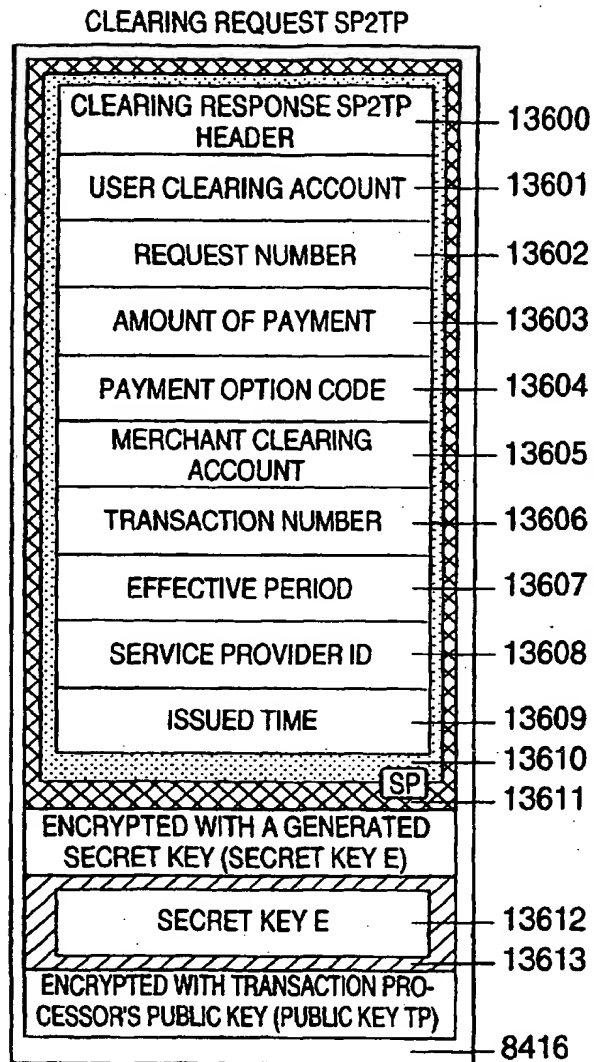 CLEARING REQUEST SP2TP
CLEARING RESPONSE SP2TP
HEADER
13600
USER CLEARING ACCOUNT
13601
REQUEST NUMBER
13602
AMOUNT OF PAYMENT
13603
PAYMENT OPTION CODE
13604
MERCHANT CLEARING
ACCOUNT
13605
TRANSACTION NUMBER
13606
EFFECTIVE PERIOD
13607
SERVICE PROVIDER ID
13608
ISSUED TIME
13609
13610
SP
13611
ENCRYPTED WITH A GENERATED
SECRET KEY (SECRET KEY E)
SECRET KEY E
13612
13613
ENCRYPTED WITH TRANSACTION PRO-
CESSOR'S PUBLIC KEY (PUBLIC KEY TP)
8416